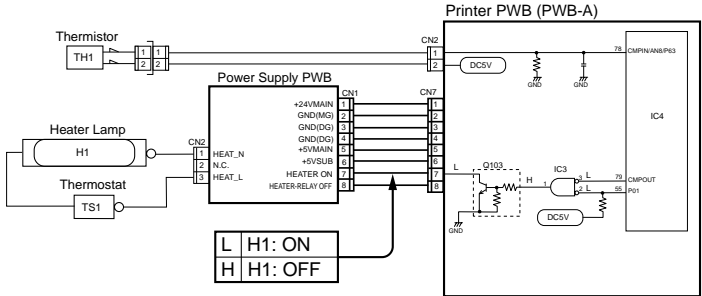 Printer PWB (PWB-A)
Thermistor
TH1
1 1
2 2
CN2
1
2
DC5V
GND
GND
78 CMPIN/AN8/P63
IC4
Power Supply PWB
CN1
CN7
+24VMAIN 1 1
GND(MG) 2 2
GND(DG) 3 3
GND(DG) 4 4
+5VMAIN 5 5
+5VSUB 6 6
HEATER ON 7 7
HEATER-RELAY OFF 8 8
Heater Lamp
H1
CN2
1 HEAT_N
2 N.C.
3 HEAT_L
Thermostat
TS1
L
Q103
H
1
IC3
3 L
2 L
79 CMPOUT
55 P01
DC5V
GND
L H1: ON
H H1: OFF